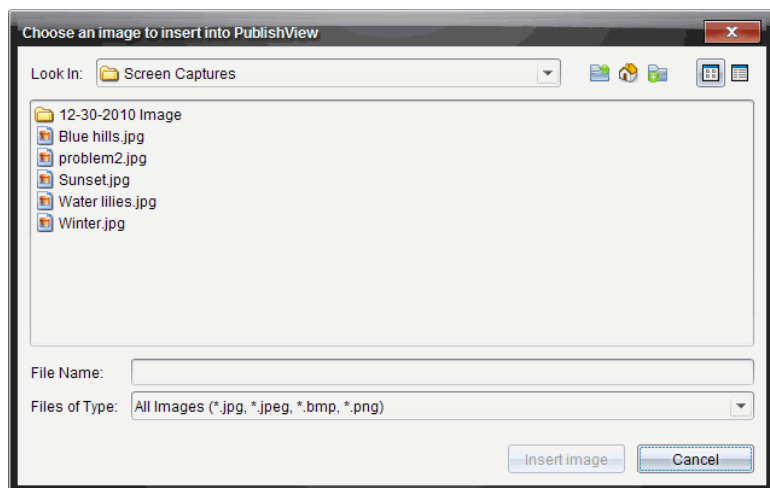 Choose an image to insert into PublishView
Look In: Screen Captures
12-30-2010 Image
Blue hills.jpg
problem2.jpg
Sunset.jpg
Water lilies.jpg
Winter.jpg
File Name:
Files of Type: All Images (*.jpg, *.jpeg, *.bmp, *.png)
Insert image Cancel